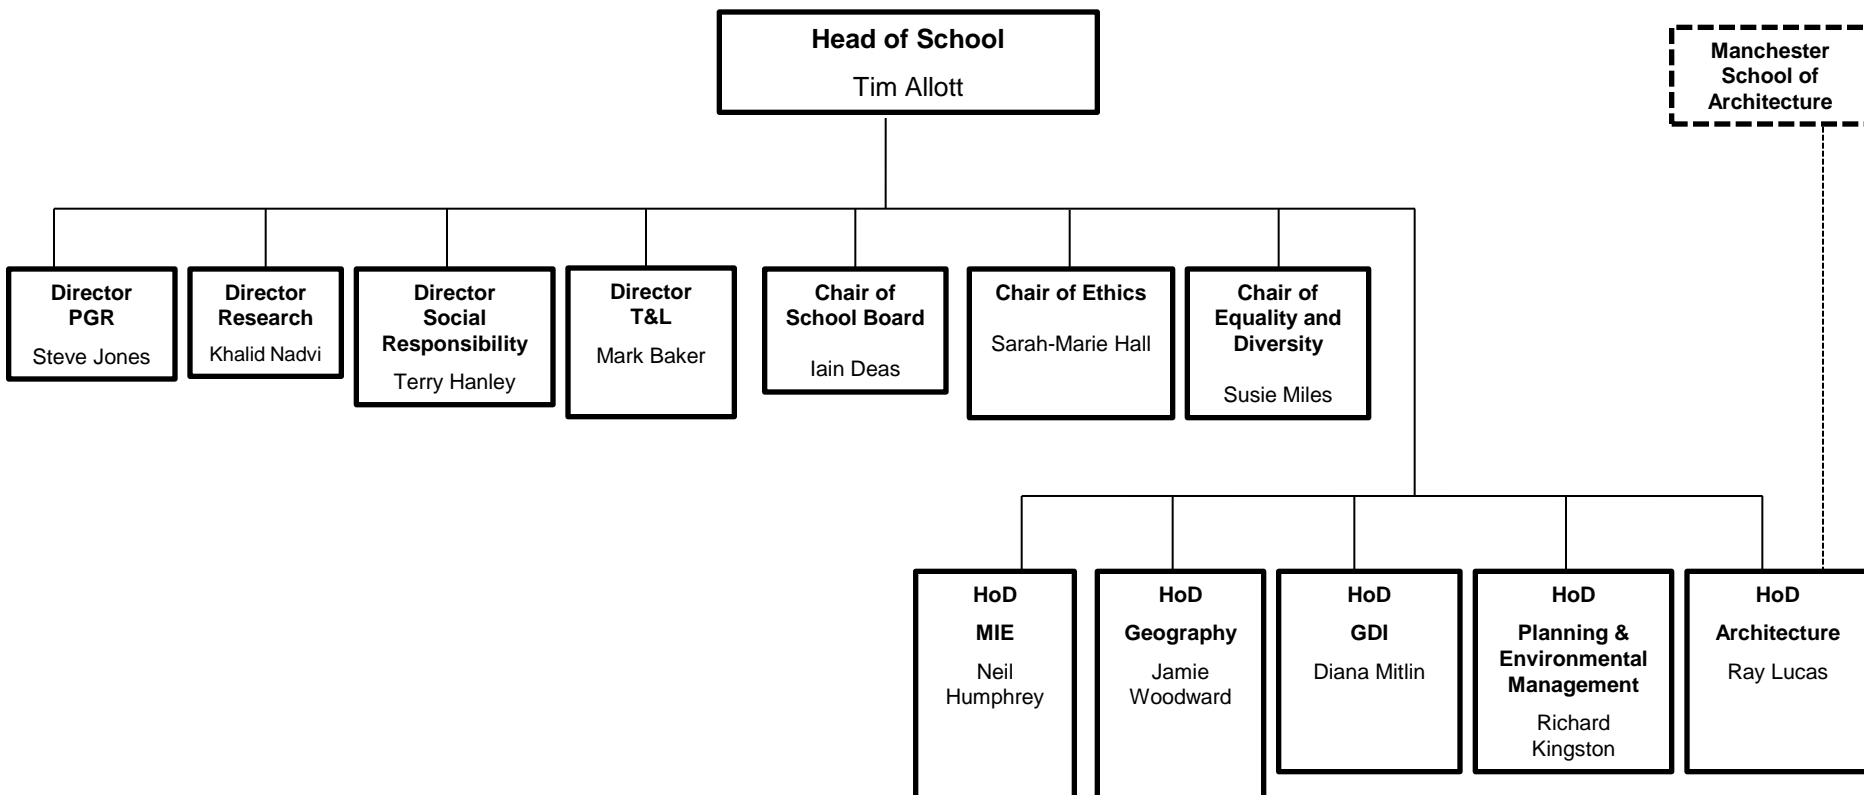 Head of School
Tim Allott
Manchester
School of
Architecture
Director
PGR
Steve Jones
Director
Research
Khalid Nadvi
Director
Social
Responsibility
Terry Hanley
Director
T&L
Mark Baker
Chair of
School Board
Iain Deas
Chair of Ethics
Sarah-Marie Hall
Chair of
Equality and
Diversity
Susie Miles
HoD
MIE
Neil
Humphrey
HoD
Geography
Jamie
Woodward
HoD
GDI
Diana Mitlin
HoD
Planning &
Environmental
Management
Richard
Kingston
HoD
Architecture
Ray Lucas